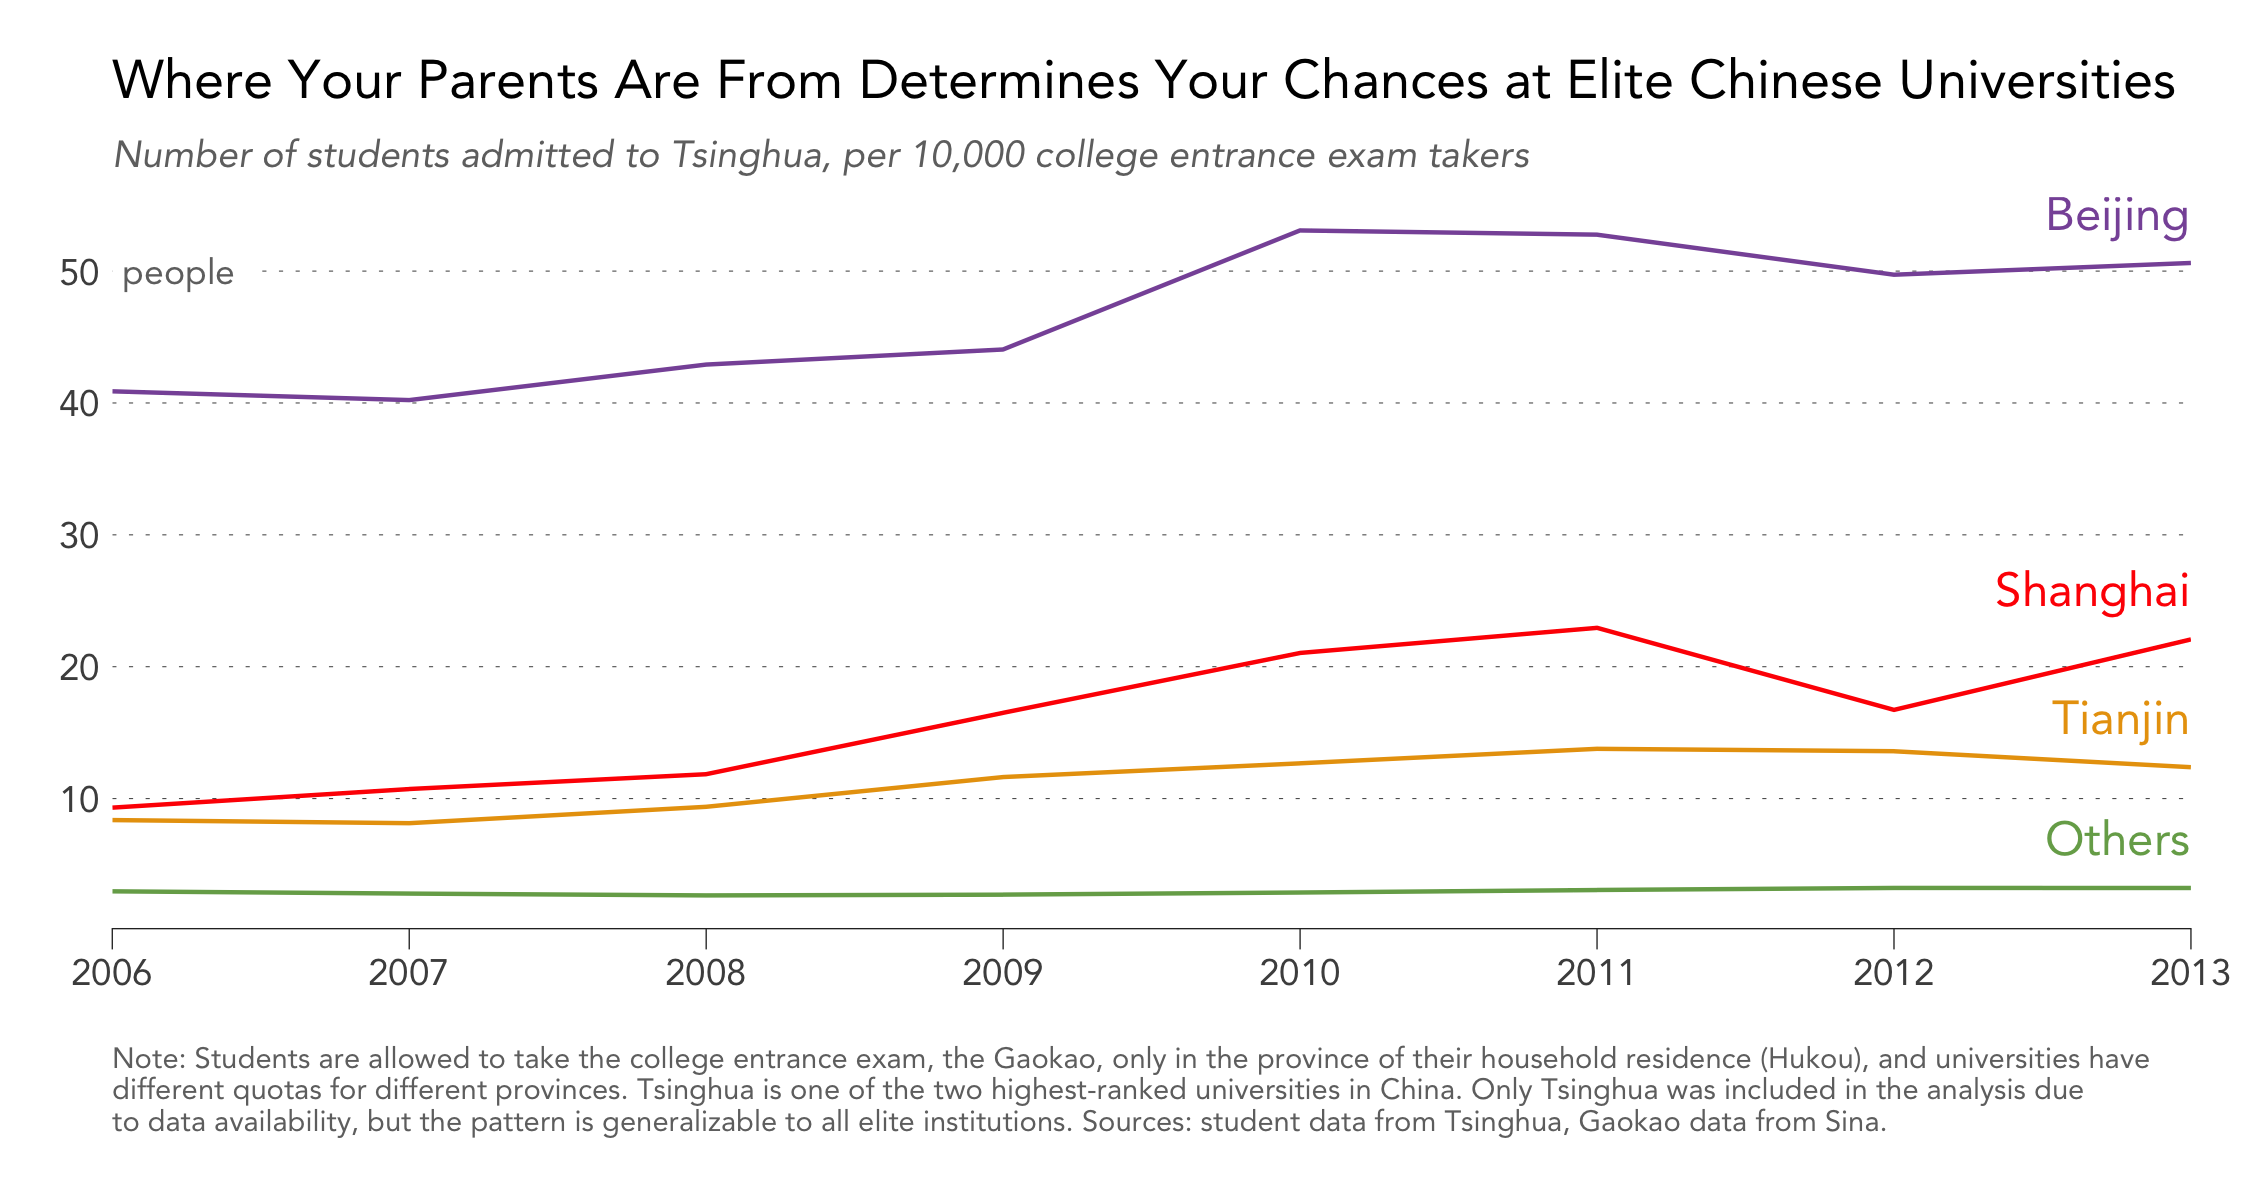 Where Your Parents Are From Determines Your Chances at Elite Chinese Universities
Number of students admitted to Tsinghua, per 10,000 college entrance exam takers
Beijing
50 people
40
30
Shanghai
20
Tianjin
10
Others
2006 2007 2008 2009 2010 2011 2012 2013
Note: Students are allowed to take the college entrance exam, the Gaokao, only in the province of their household residence (Hukou), and universities have
different quotas for different provinces. Tsinghua is one of the two highest-ranked universities in China. Only Tsinghua was included in the analysis due
to data availability, but the pattern is generalizable to all elite institutions. Sources: student data from Tsinghua, Gaokao data from Sina.